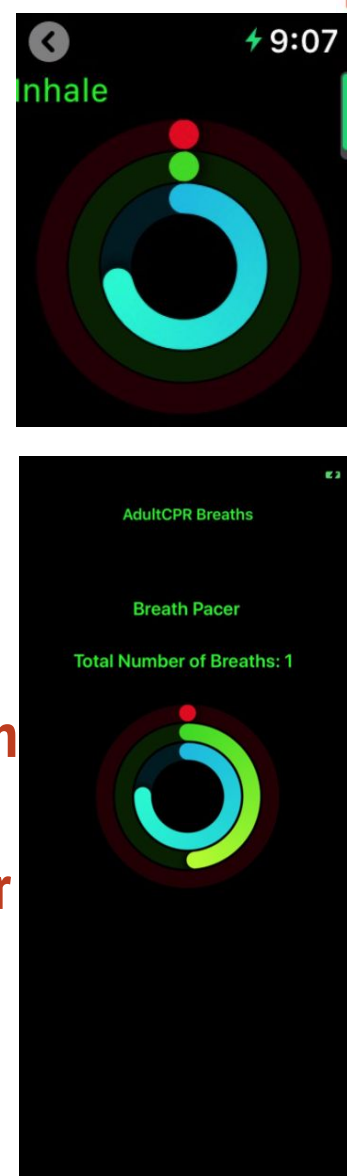 9:07
Inhale
AdultCPR Breaths
Breath Pacer
Total Number of Breaths: 1
n
r